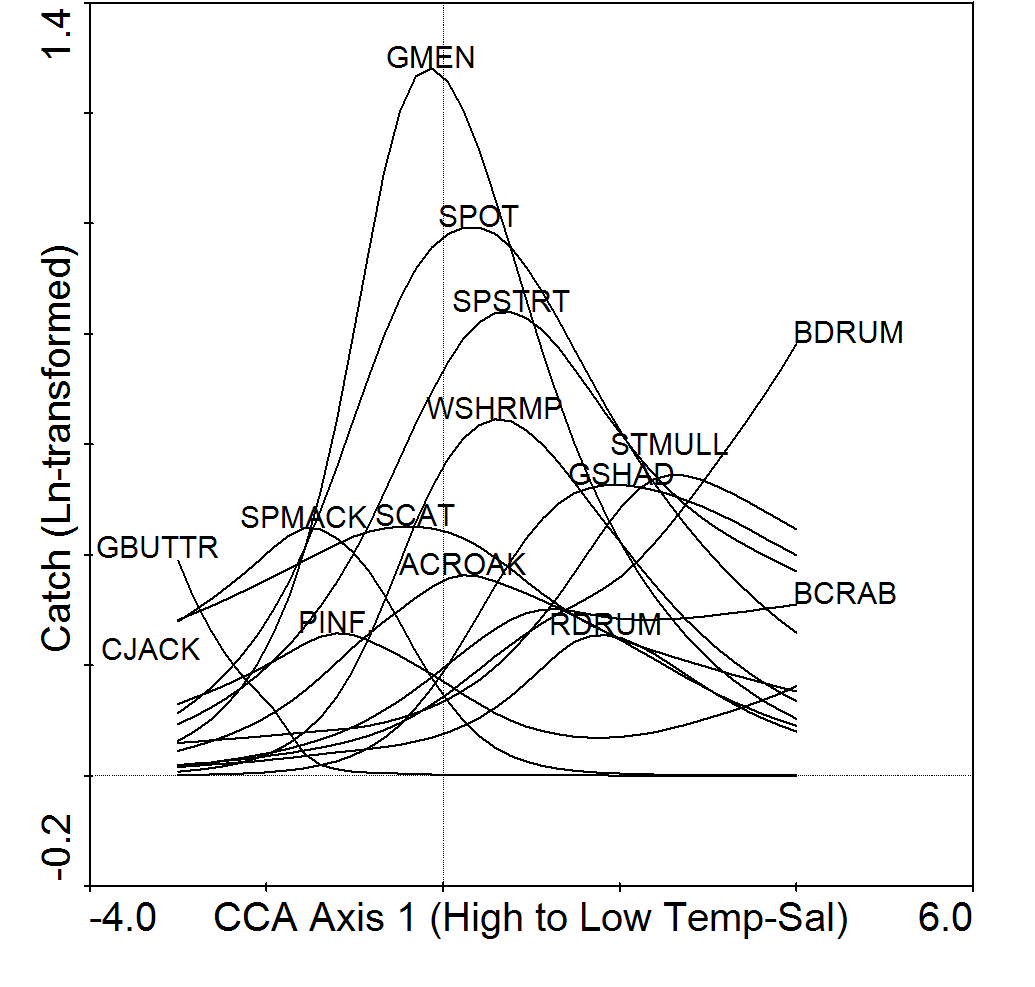 1.4
GMEN
SPOT
SPSTRT
BDRUM
WSHRMP
STMULL
GSHAD
SPMACK
SCAT
GBUTTR
ACROAK
BCRAB
PINF
RDRUM
CJACK
Catch (Ln-transformed)
-0.2
-4.0
CCA Axis 1 (High to Low Temp-Sal)
6.0